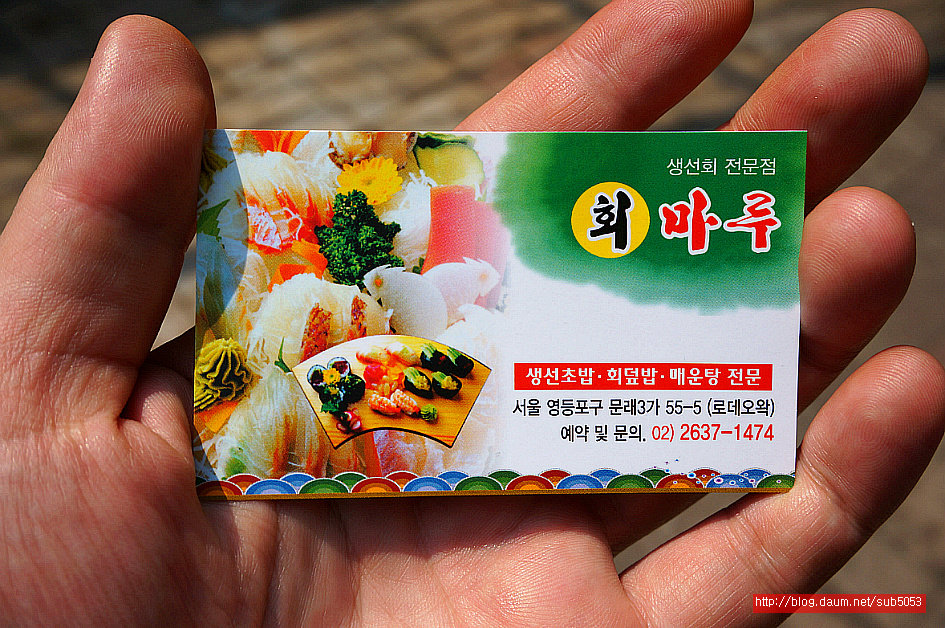 생선회 전문점
회 마루
생선초밥·회덮밥·매운탕 전문
서울 영등포구 문래3가 55-5 (로데오왁)
예약 및 문의. 02) 2637-1474
http://blog.daum.net/sub5053